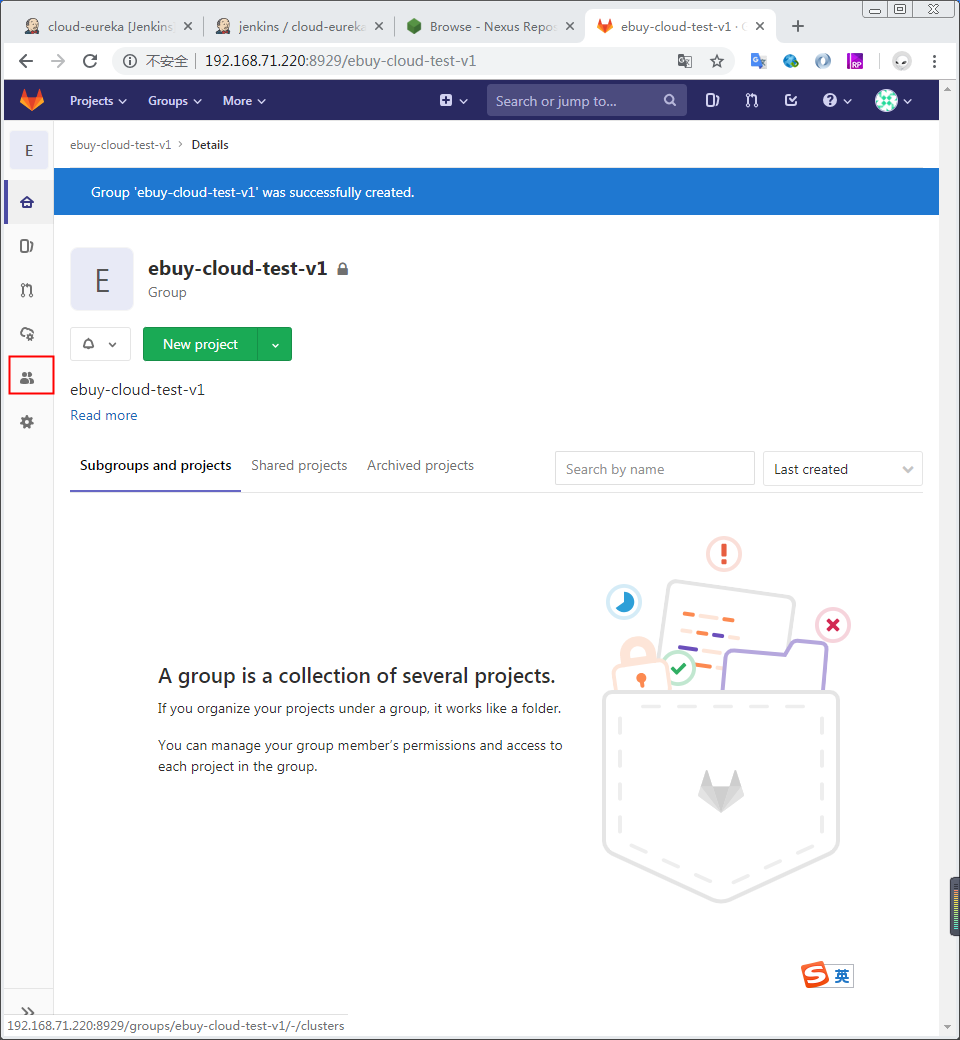 cloud-eureka [Jenkins
jenkins / cloud-eureka
Browse - Nexus Repo
ebuy-cloud-test-v1 · G
不安全
192.168.71.220:8929/ebuy-cloud-test-v1
RP
Projects
Groups
More
Search or jump to...
E
ebuy-cloud-test-v1 > Details
Group 'ebuy-cloud-test-v1' was successfully created.
E
ebuy-cloud-test-v1
Group
New project
ebuy-cloud-test-v1
Read more
Subgroups and projects
Shared projects
Archived projects
Search by name
Last created
A group is a collection of several projects.
If you organize your projects under a group, it works like a folder.
You can manage your group member's permissions and access to
each project in the group.
S 英
192.168.71.220:8929/groups/ebuy-cloud-test-v1/-/clusters